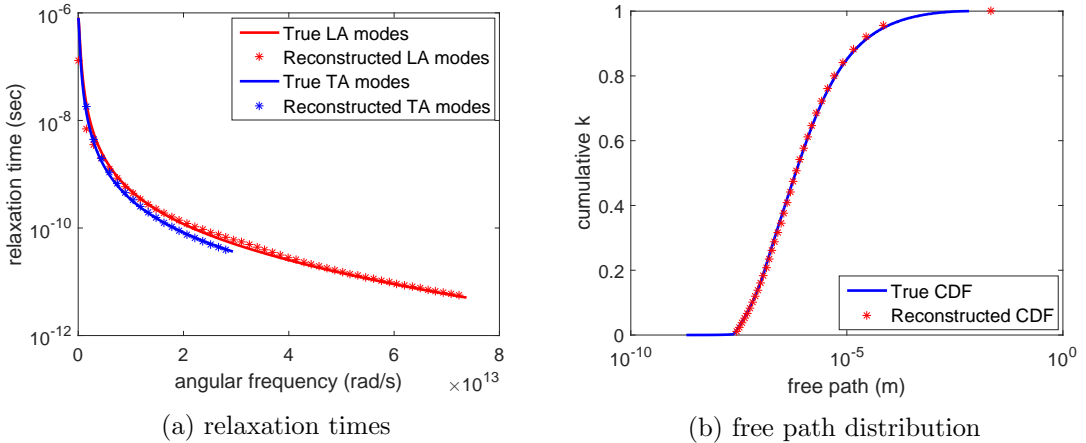 10^-6
10^-8
10^-10
10^-12
relaxation time (sec)
True LA modes
Reconstructed LA modes
True TA modes
Reconstructed TA modes
0 2 4 6 8
×10^13
angular frequency (rad/s)
(a) relaxation times
1
0.8
0.6
0.4
0.2
0
cumulative k
True CDF
Reconstructed CDF
10^-10 10^-5 10^0
free path (m)
(b) free path distribution